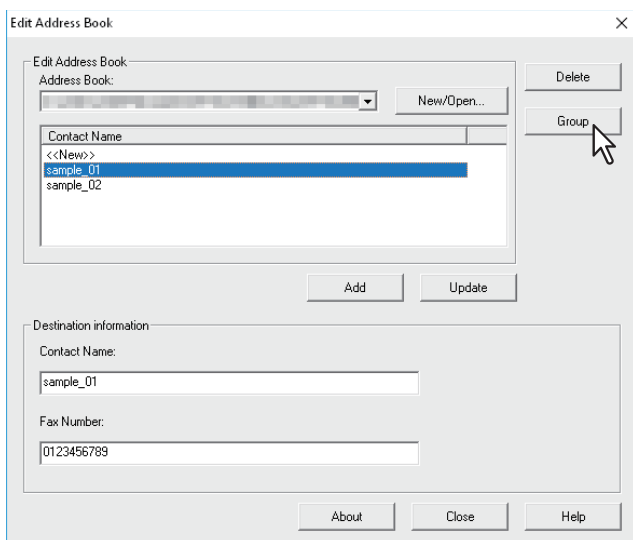 Edit Address Book
Edit Address Book
Address Book:
New/Open...
Delete
Group
Contact Name
<<New>>
sample_01
sample_02
Add
Update
Destination information
Contact Name:
sample_01
Fax Number:
0123456789
About
Close
Help